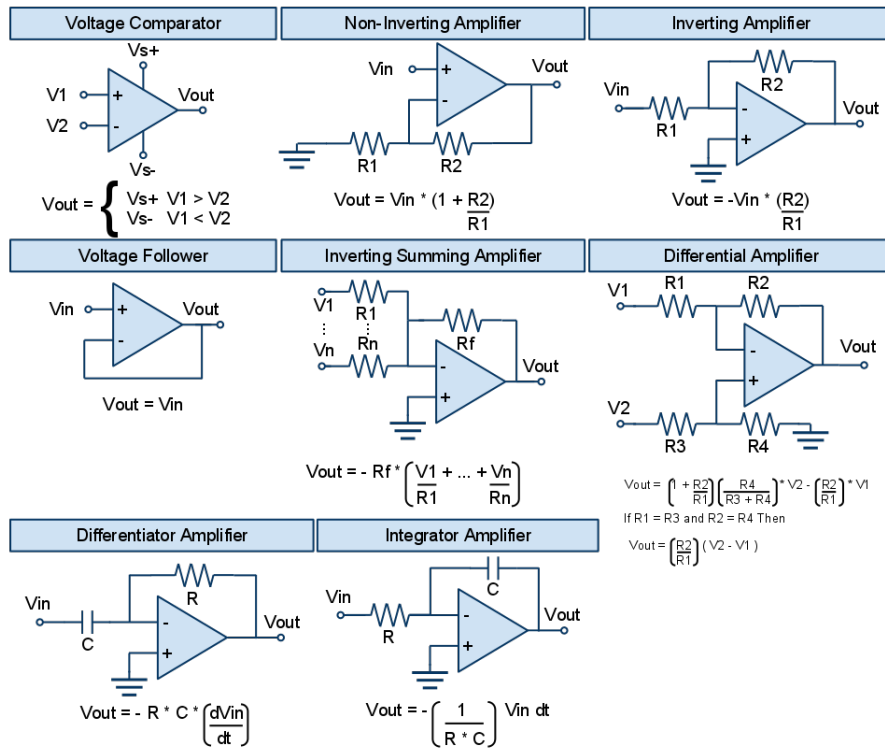 Voltage Comparator
Vs+
V1
+
Vout
V2
-
Vs-
Vout = { Vs+ V1 > V2
Vs- V1 < V2
Non-Inverting Amplifier
Vin
+
Vout
-
R1
R2
Vout = Vin * (1 + R2)
R1
Inverting Amplifier
Vin
R2
Vout
R1
-
+
Vout = -Vin * (R2)
R1
Voltage Follower
Vin
+
Vout
-
Vout = Vin
Inverting Summing Amplifier
V1
R1
...
...
Rf
Vn
Rn
-
Vout
+
Vout = - Rf * (V1 + ... + Vn)
R1 Rn
Differential Amplifier
V1
R1
R2
-
Vout
+
V2
R3
R4
Vout = (1 + R2) (R4) * V2 - (R2) * V1
R1 R3 + R4 R1
If R1 = R3 and R2 = R4 Then
Vout = (R2) ( V2 - V1 )
R1
Differentiator Amplifier
Vin
R
C
-
Vout
+
Vout = - R * C * (dVin)
dt
Integrator Amplifier
Vin
C
R
-
Vout
+
Vout = - (1) Vin dt
R * C